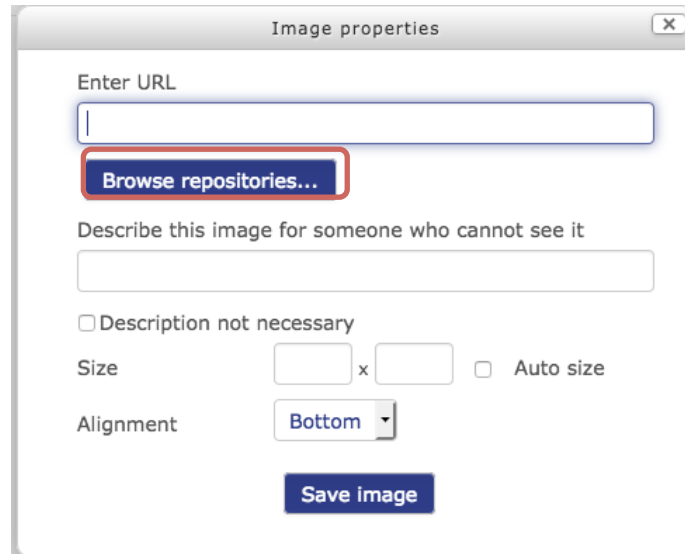 Image properties
Enter URL
Browse repositories...
Describe this image for someone who cannot see it
Description not necessary
Size x Auto size
Alignment Bottom
Save image